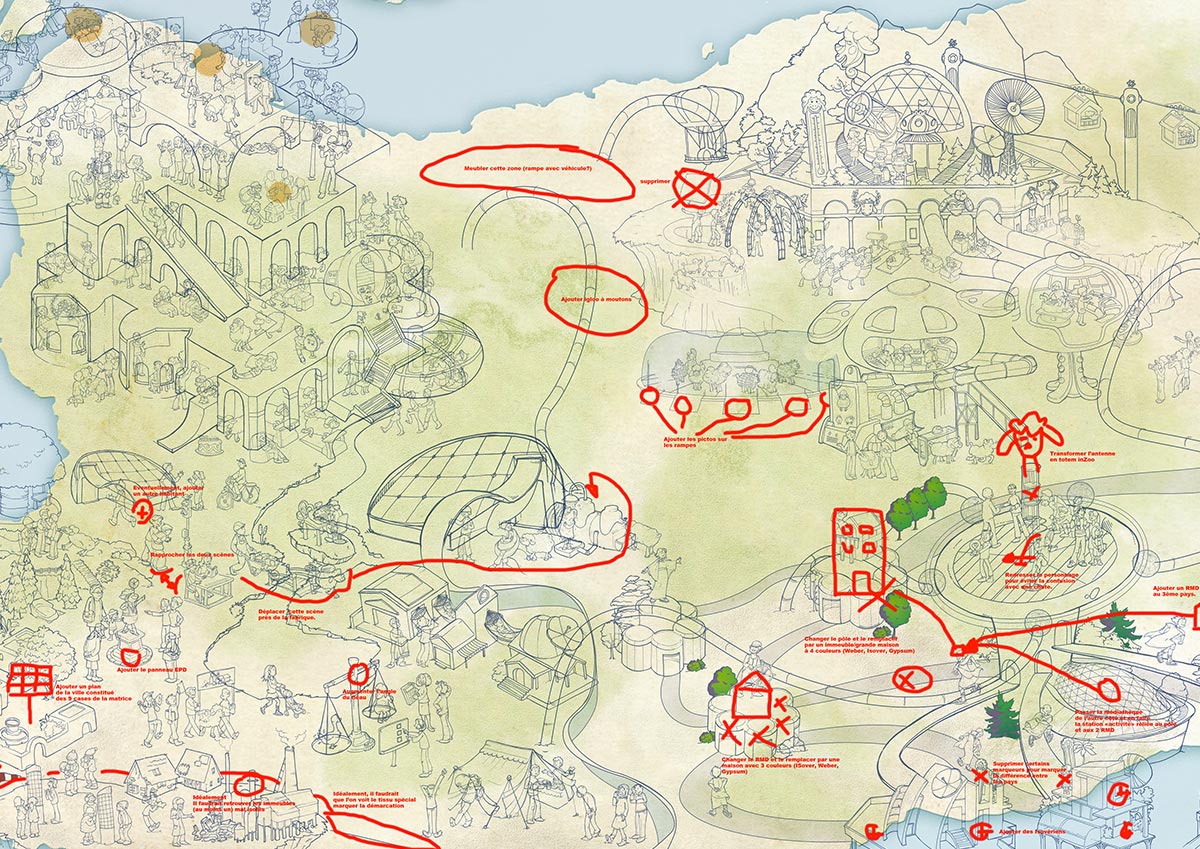 Meubler cette zone (rampe avec véhicule?)
supprimer
Ajouter igloo à moutons
Ajouter les pictos sur
les rampes
Transformer l'antenne
en totem inZoo
Eventuellement, ajouter
un autre habitant
Rapprocher les deux scènes
Déplacer cette scène
près de la fabrique.
Redresser le personnage
pour éviter la confusion
avec une chute.
Ajouter un RMD
au 3ème pays.
Changer le pôle et le remplacer
par un immeuble/grande maison
à 4 couleurs (Weber, Isover, Gypsum)
Ajouter le panneau EPD
Ajouter un plan
de la ville constitué
des 9 cases de la matrice
Augmenter l'angle
du fléau
Passer la médiathèque
de l'autre côté et en faire
la station «activité» reliée au pôle
et aux 2 RMD
Changer le RMD et le remplacer par une
maison avec 3 couleurs (ISover, Weber,
Gypsum)
Supprimer certains
marqueurs pour marquer
la différence entre
les pays
Idéalement
il faudrait retrouver les immeubles
(au moins un)
Idéalement, il faudrait
que l'on voit le tissu spécial
marquer la démarcation
Ajouter des Isovériens